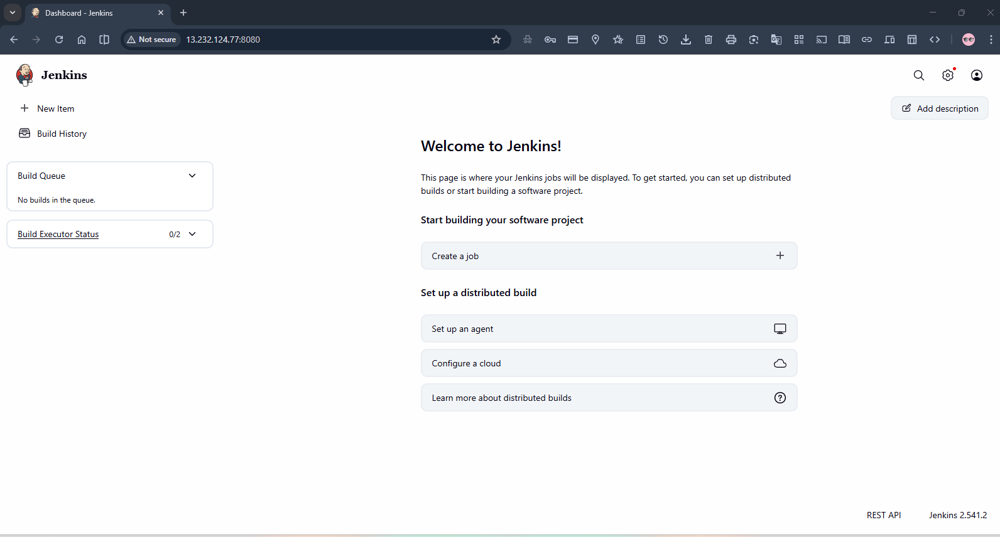 Dashboard - Jenkins
Not secure
13.232.124.77:8080
Jenkins
New Item
Add description
Build History
Welcome to Jenkins!
Build Queue
This page is where your Jenkins jobs will be displayed. To get started, you can set up distributed
builds or start building a software project.
No builds in the queue.
Start building your software project
Build Executor Status
0/2
Create a job
Set up a distributed build
Set up an agent
Configure a cloud
Learn more about distributed builds
REST API
Jenkins 2.541.2